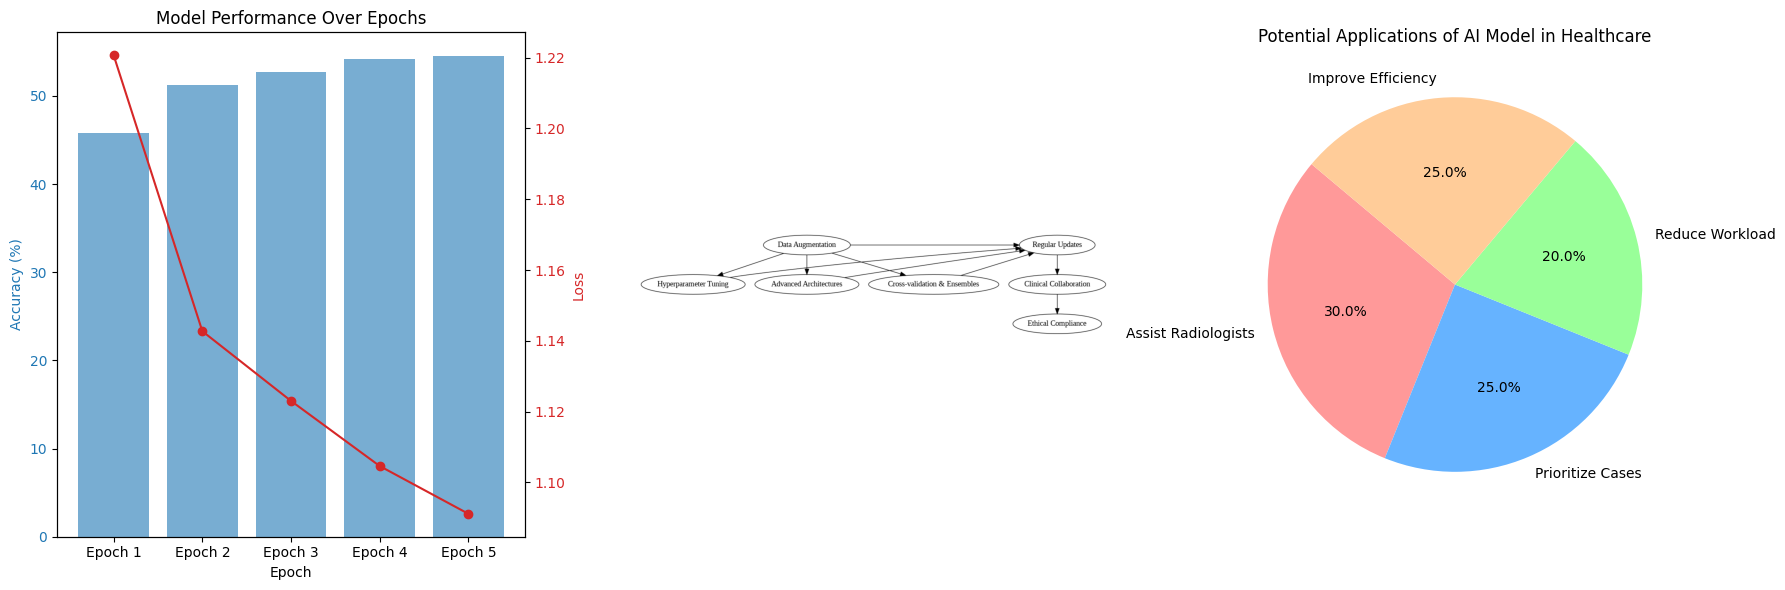 Model Performance Over Epochs
Accuracy (%)
50
40
30
20
10
0
Epoch 1 Epoch 2 Epoch 3 Epoch 4 Epoch 5
Epoch
1.22
1.20
1.18
1.16
1.14
1.12
1.10
Loss
Data Augmentation Regular Updates
Hyperparameter Tuning Advanced Architectures Cross-validation & Ensembles Clinical Collaboration
Ethical Compliance
Potential Applications of AI Model in Healthcare
Improve Efficiency
25.0%
Reduce Workload
20.0%
Assist Radiologists
30.0%
Prioritize Cases
25.0%